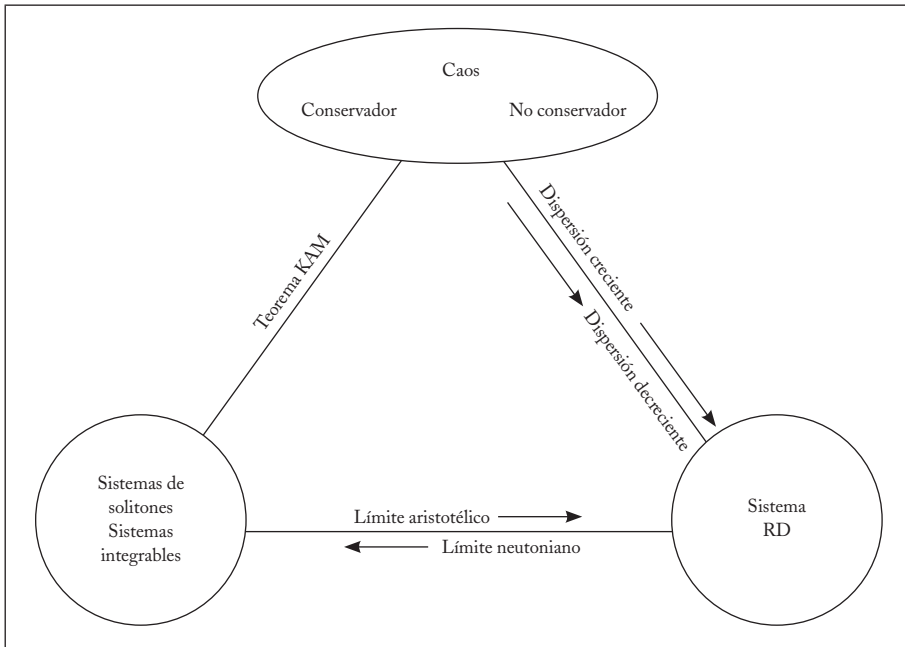 Caos
Conservador
No conservador
Teorema KAM
Dispersión creciente
Dispersión decreciente
Sistemas de
solitones
Sistemas
integrables
Límite aristotélico
Límite neutoniano
Sistema
RD